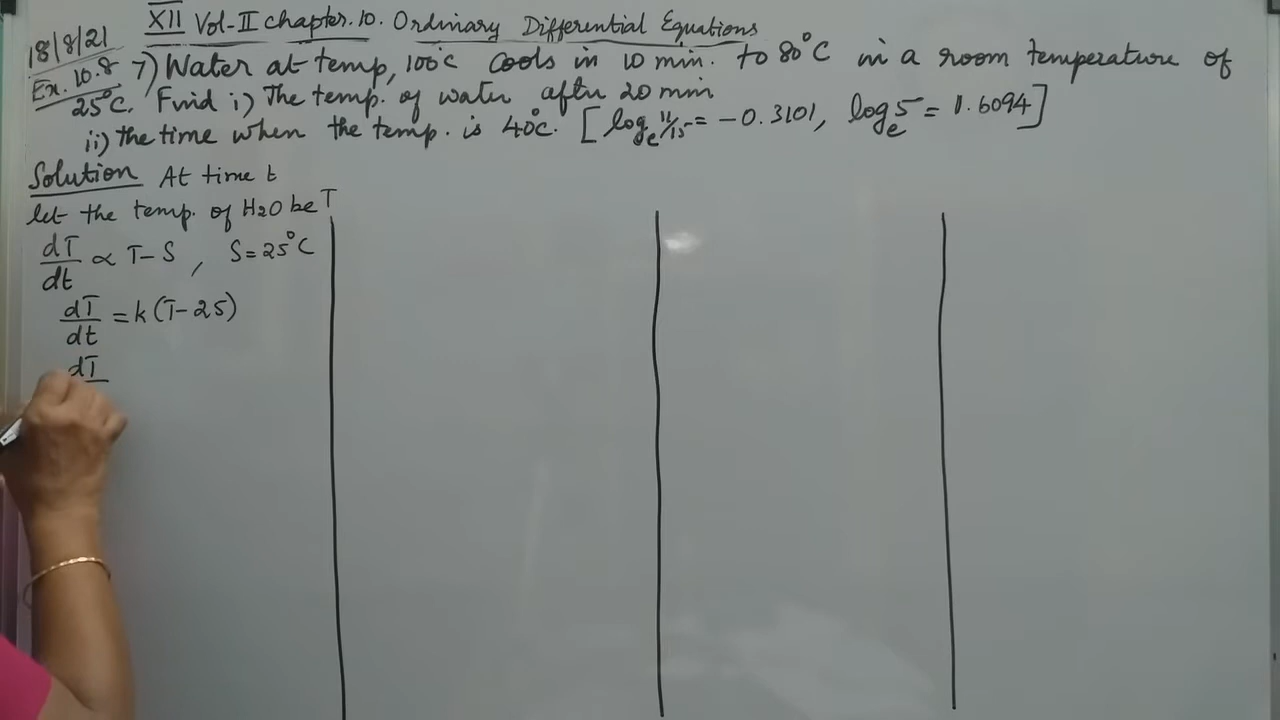 XII Vol-II Chapter.10. Ordinary Differential Equations
18/8/21
Ex. 10.8 7) Water at temp, 100°c cools in 10 min. to 80°C in a room temperature of
25°C. Find i) The temp. of water after 20 min
ii) the time when the temp. is 40°c. [log_e 11/15 = -0.3101, log_e 5 = 1.6094]
Solution At time t
let the temp. of H2O be T
dT/dt ∝ T-S, S=25°C
dT/dt = k(T-25)
dT